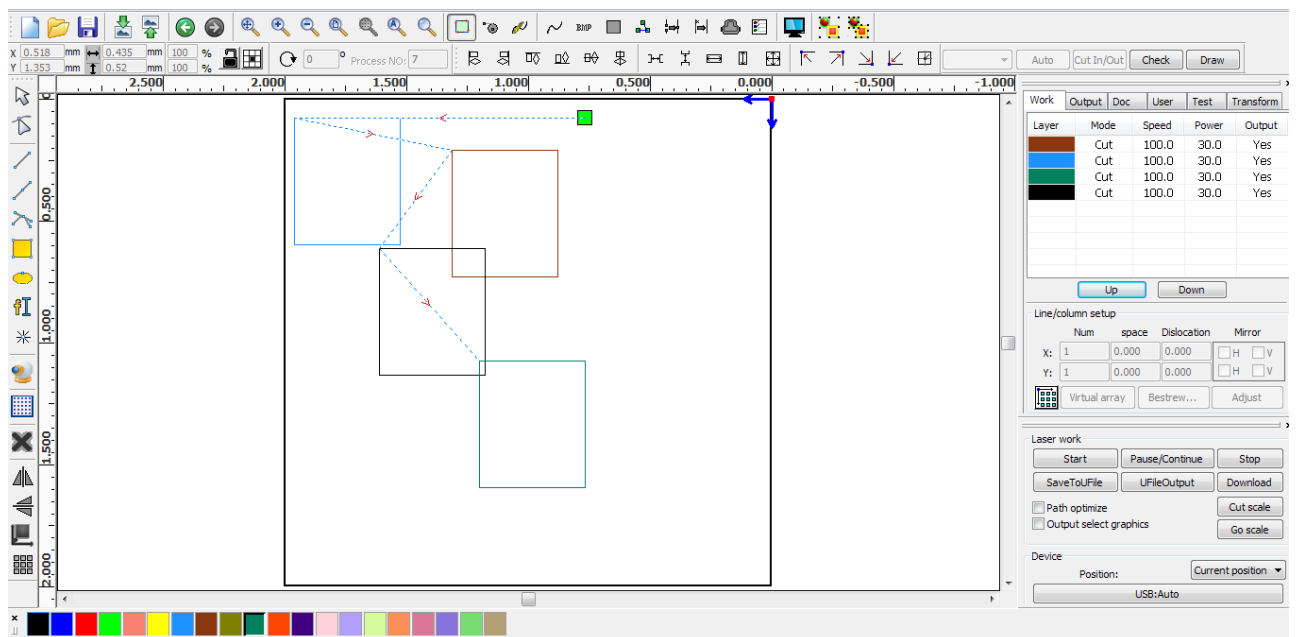 BMP
X 0.518 mm 0.435 mm 100 % 0 ° Process NO: 7 Auto Cut In/Out Check Draw
Y 1.353 mm 0.52 mm 100 %
2.500 2.000 1.500 1.000 0.500 0.000 -0.500 -1.000
0
0.500
1.000
1.500
2.000
Work Output Doc User Test Transform
Layer Mode Speed Power Output
Cut 100.0 30.0 Yes
Cut 100.0 30.0 Yes
Cut 100.0 30.0 Yes
Cut 100.0 30.0 Yes
Up Down
Line/column setup
Num space Dislocation Mirror
X: 1 0.000 0.000 H V
Y: 1 0.000 0.000 H V
Virtual array Bestrew... Adjust
Laser work
Start Pause/Continue Stop
SaveToUFile UFileOutput Download
Path optimize Cut scale
Output select graphics
Go scale
Device
Position: Current position
USB:Auto